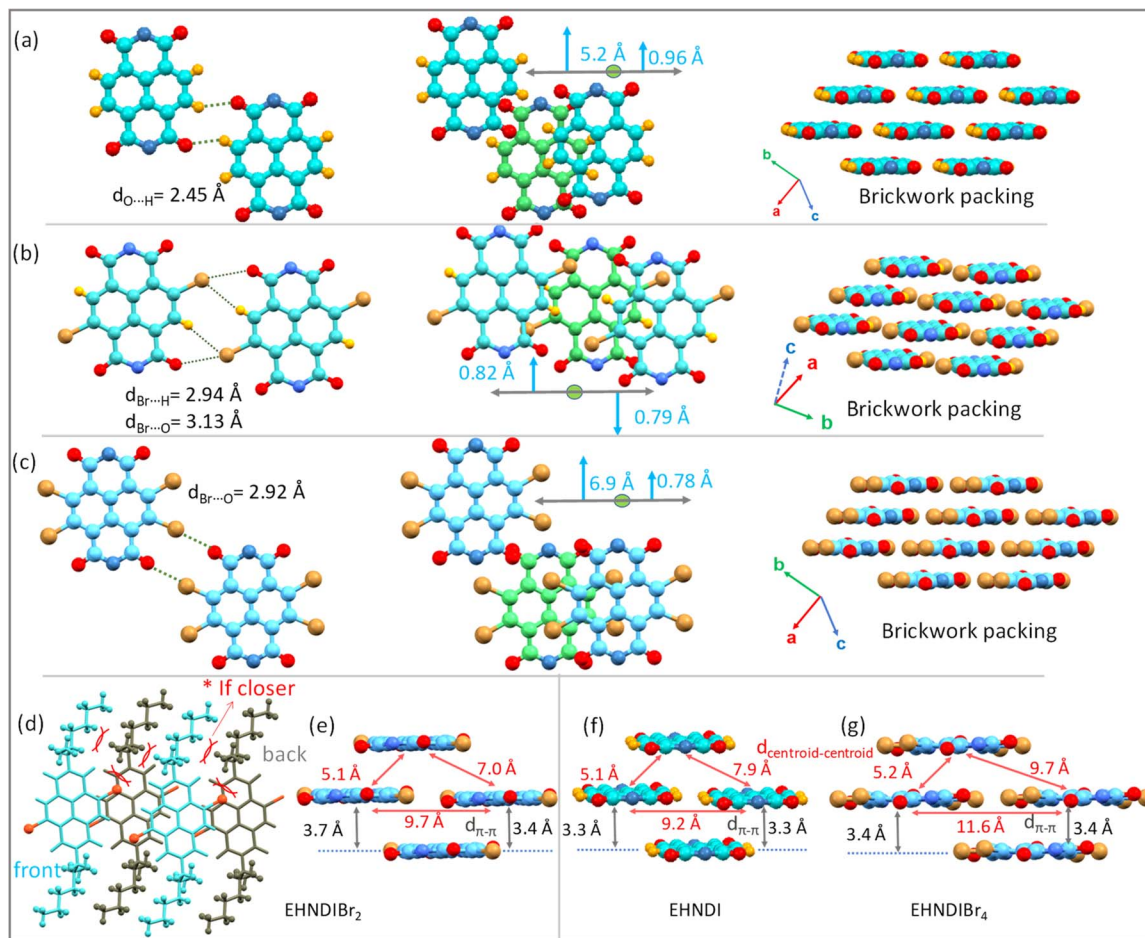 (a)
5.2 Å
0.96 Å
d_O···H= 2.45 Å
b
a
c
Brickwork packing
(b)
d_Br···H= 2.94 Å
d_Br···O= 3.13 Å
0.82 Å
0.79 Å
c
a
b
Brickwork packing
(c)
d_Br···O= 2.92 Å
6.9 Å
0.78 Å
b
a
c
Brickwork packing
(d)
* If closer
back
front
(e)
5.1 Å
7.0 Å
3.7 Å
9.7 Å
d_π-π
3.4 Å
EHNDIBr₂
(f)
d_centroid-centroid
5.1 Å
7.9 Å
3.3 Å
9.2 Å
d_π-π
3.3 Å
EHNDI
(g)
5.2 Å
9.7 Å
3.4 Å
11.6 Å
d_π-π
3.4 Å
EHNDIBr₄